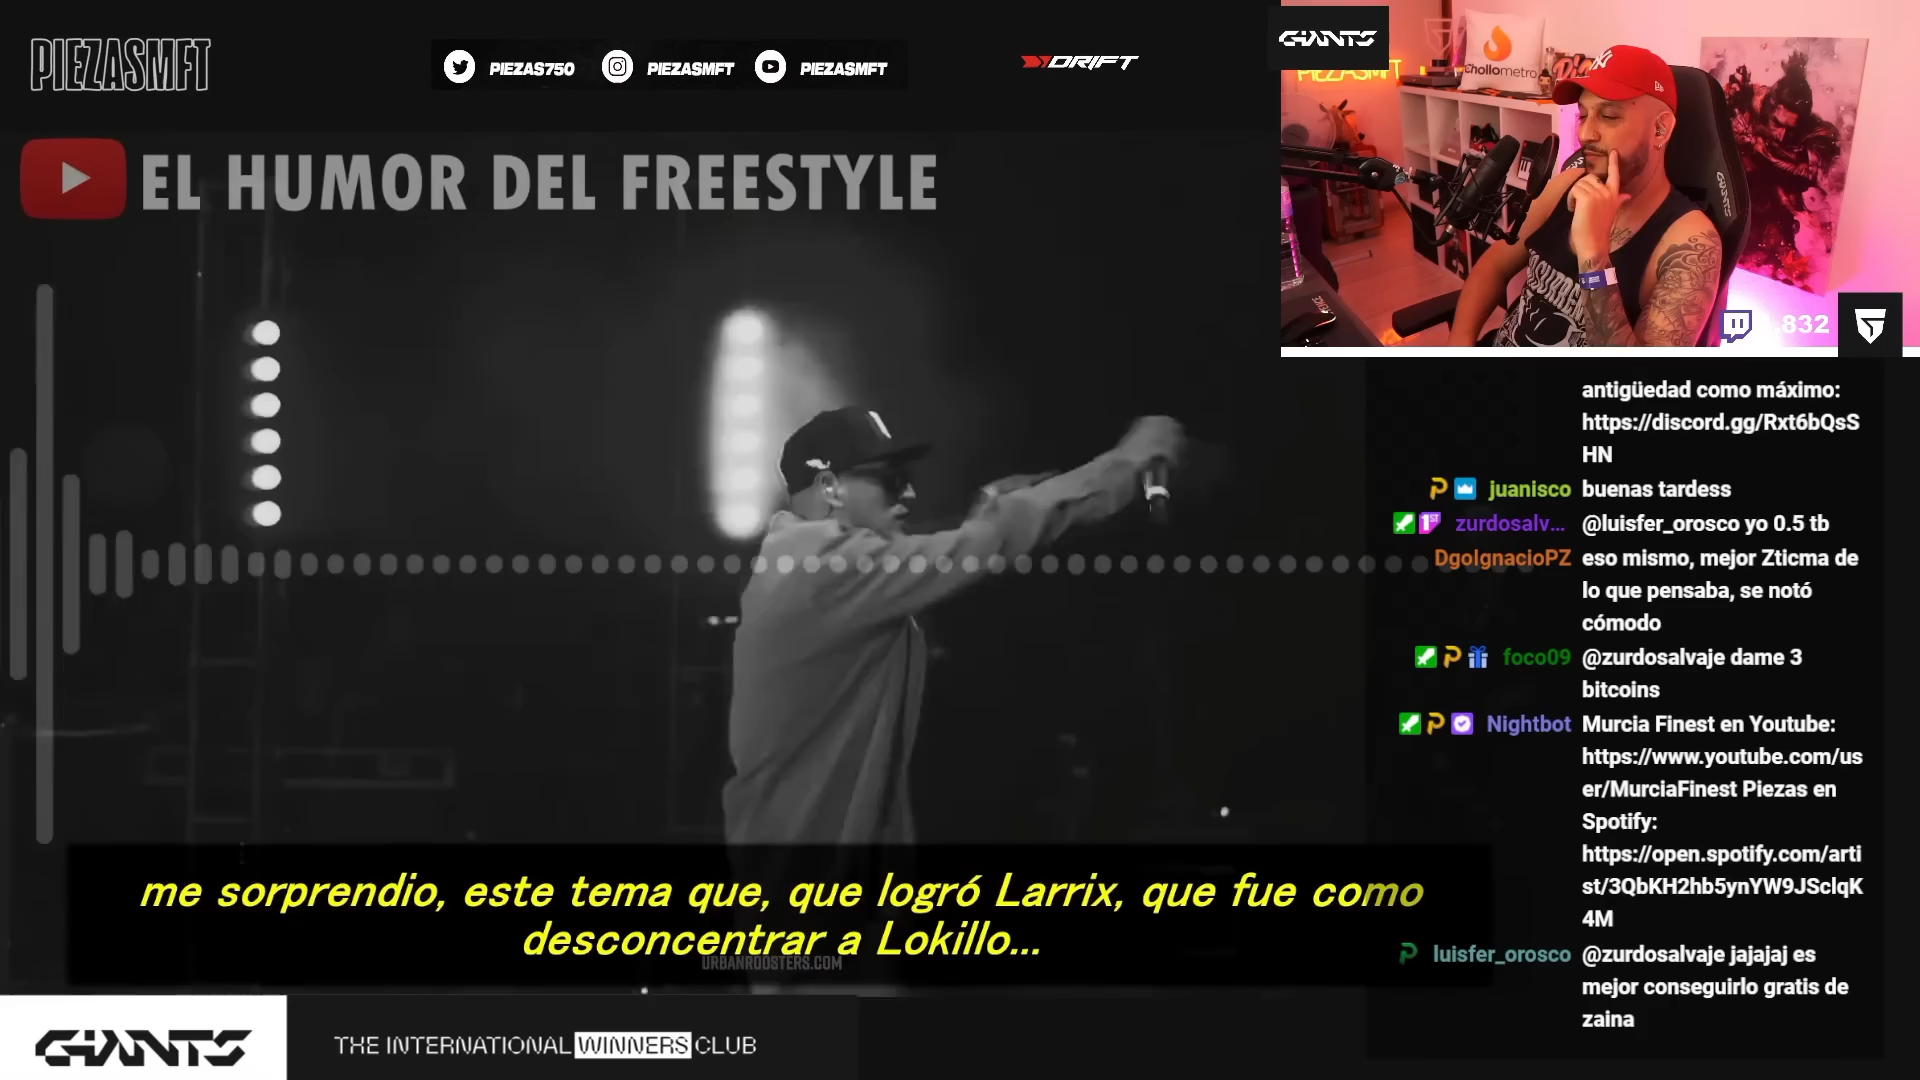 PIEZASMFT
PIEZAS750
PIEZASMFT
PIEZASMFT
DRIFT
GIANTS
chollometro
PIEZASMFT
EL HUMOR DEL FREESTYLE
832
antigüedad como máximo:
https://discord.gg/Rxt6bQsS
HN
juanisco buenas tardess
zurdosalv... @luisfer_orosco yo 0.5 tb
DgoIgnacioPZ eso mismo, mejor Zticma de
lo que pensaba, se notó
cómodo
foco09 @zurdosalvaje dame 3
bitcoins
Nightbot Murcia Finest en Youtube:
https://www.youtube.com/us
er/MurciaFinest Piezas en
Spotify:
https://open.spotify.com/arti
st/3QbKH2hb5ynYW9JSclqK
4M
luisfer_orosco @zurdosalvaje jajajaj es
mejor conseguirlo gratis de
zaina
me sorprendio, este tema que, que logró Larrix, que fue como
desconcentrar a Lokillo...
URBANROOSTERS.COM
GIANTS
THE INTERNATIONAL WINNERS CLUB